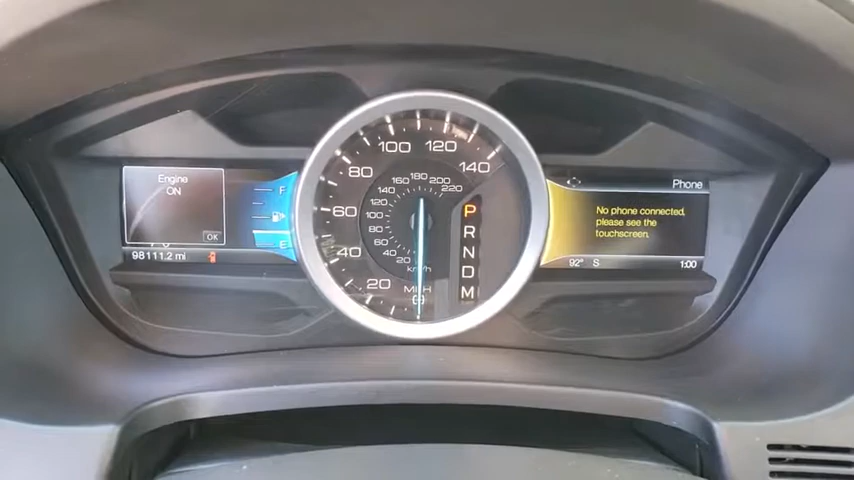 Engine
ON
OK
98111.2 mi
F
E
20
40
60
80
100
120
140
20
40
60
80
100
120
140
160
180
200
220
km/h
MPH
P
R
N
D
M
Phone
No phone connected,
please see the
touchscreen.
92° S
1:00